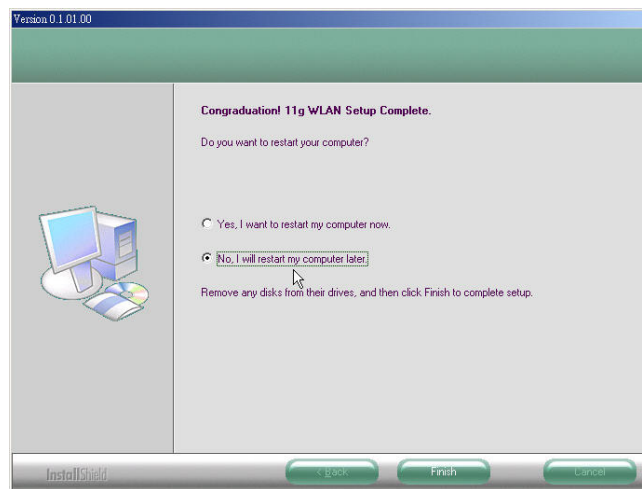 Version 0.1.01.00
Congraduation! 11g WLAN Setup Complete.
Do you want to restart your computer?
Yes, I want to restart my computer now.
No, I will restart my computer later.
Remove any disks from their drives, and then click Finish to complete setup.
InstallShield
< Back
Finish
Cancel